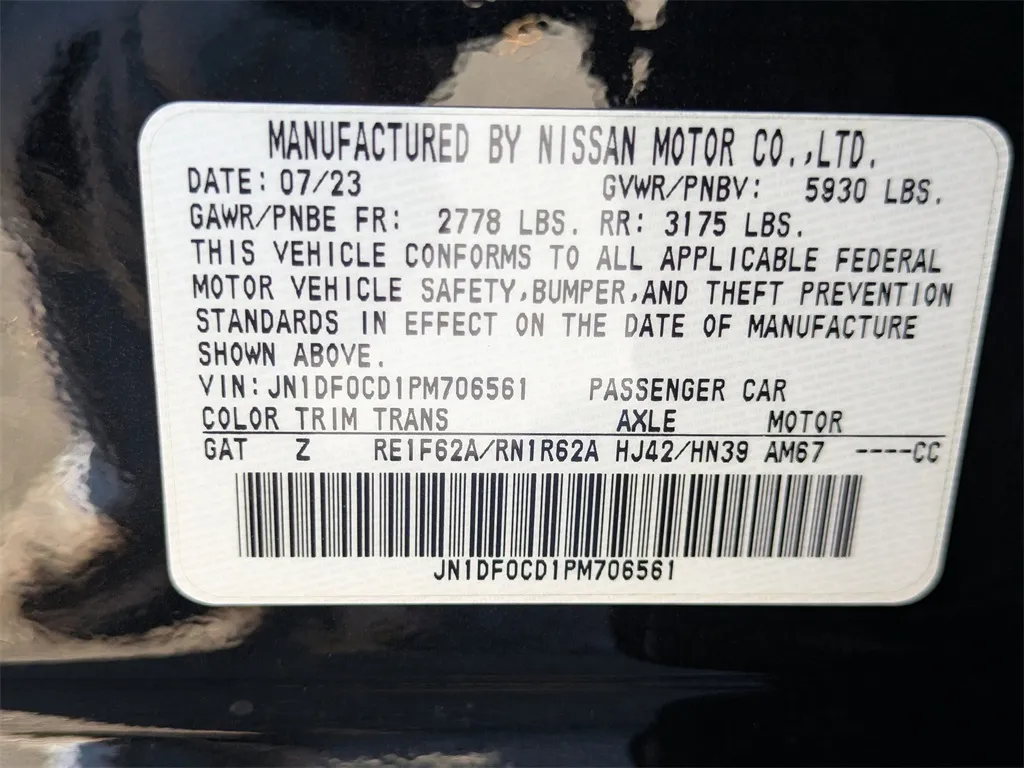 MANUFACTURED BY NISSAN MOTOR CO.,LTD.
DATE: 07/23 GVWR/PNBV: 5930 LBS.
GAWR/PNBE FR: 2778 LBS. RR: 3175 LBS.
THIS VEHICLE CONFORMS TO ALL APPLICABLE FEDERAL
MOTOR VEHICLE SAFETY,BUMPER,AND THEFT PREVENTION
STANDARDS IN EFFECT ON THE DATE OF MANUFACTURE
SHOWN ABOVE.
VIN: JN1DF0CD1PM706561 PASSENGER CAR
COLOR TRIM TRANS AXLE MOTOR
GAT Z RE1F62A/RN1R62A HJ42/HN39 AM67 ----CC
JN1DF0CD1PM706561